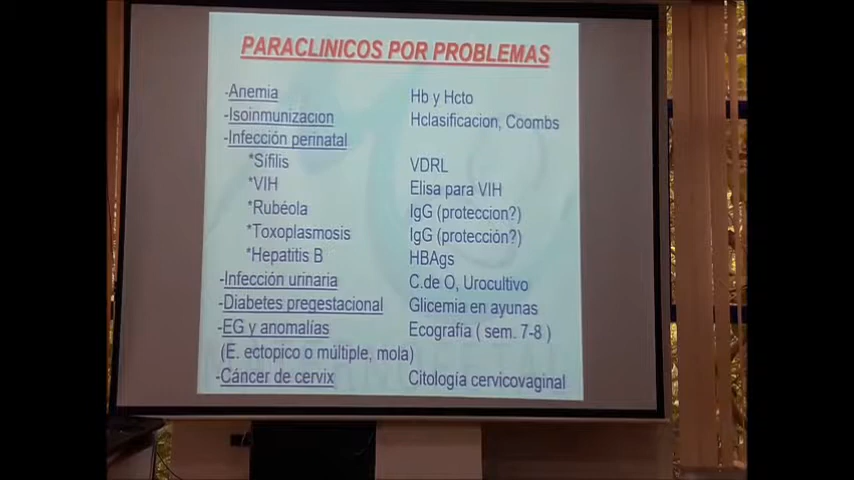 PARACLINICOS POR PROBLEMAS
-Anemia Hb y Hcto
-Isoinmunizacion Hclasificacion, Coombs
-Infección perinatal
*Sífilis VDRL
*VIH Elisa para VIH
*Rubéola IgG (proteccion?)
*Toxoplasmosis IgG (protección?)
*Hepatitis B HBAgs
-Infección urinaria C.de O, Urocultivo
-Diabetes pregestacional Glicemia en ayunas
-EG y anomalías Ecografía ( sem. 7-8 )
(E. ectopico o múltiple, mola)
-Cáncer de cervix Citología cervicovaginal